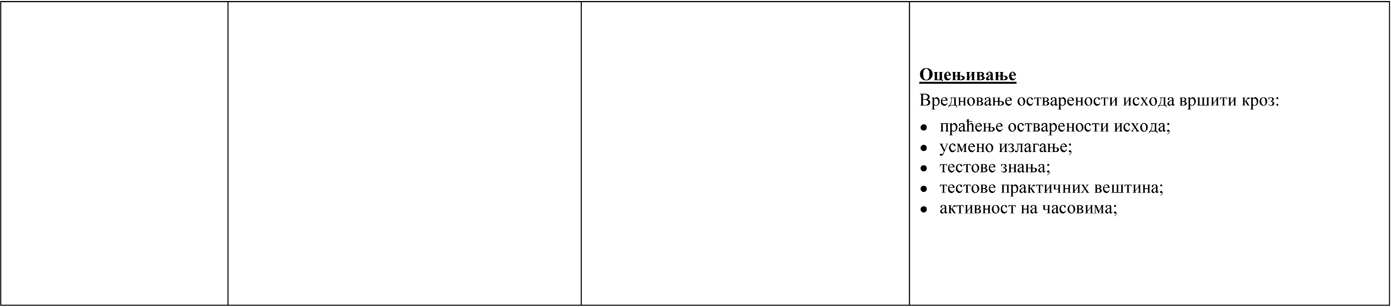 Оцењивање
Вредновање остварености исхода вршити кроз:
● праћење остварености исхода;
● усмено излагање;
● тестове знања;
● тестове практичних вештина;
● активност на часовима;